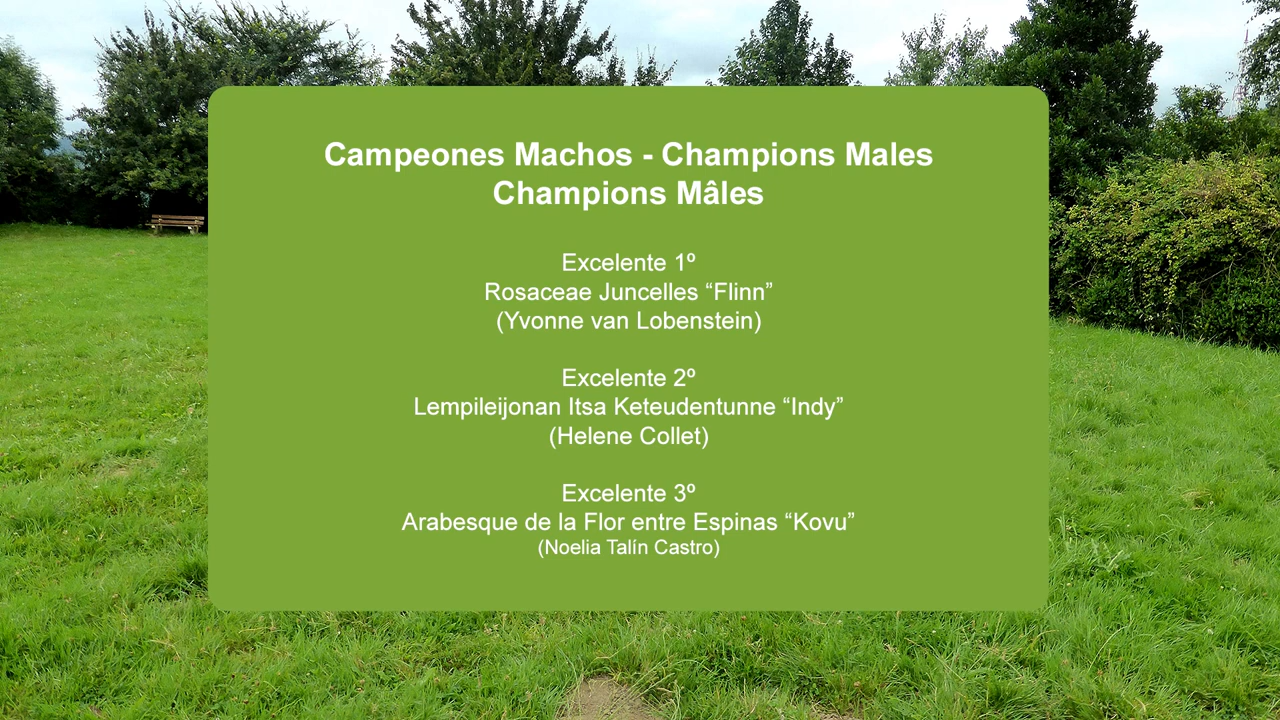 Campeones Machos - Champions Males
Champions Mâles
Excelente 1º
Rosaceae Juncelles “Flinn”
(Yvonne van Lobenstein)
Excelente 2º
Lempileijonan Itsa Keteudentunne “Indy”
(Helene Collet)
Excelente 3º
Arabesque de la Flor entre Espinas “Kovu”
(Noelia Talín Castro)